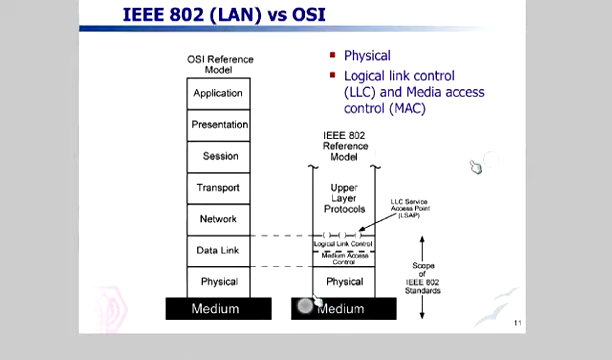 IEEE 802 (LAN) vs OSI
OSI Reference
Model
Application
Presentation
Session
Transport
Network
Data Link
Physical
Medium
Physical
Logical link control
(LLC) and Media access
control (MAC)
IEEE 802
Reference
Model
Upper
Layer
Protocols
LLC Service
Access Point
(LSAP)
Logical Link Control
Medium Access
Control
Physical
Medium
Scope
of
IEEE 802
Standards
11